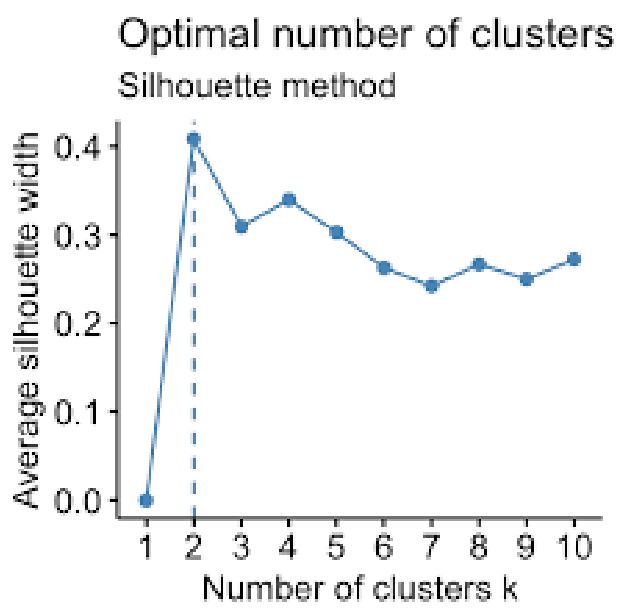 Optimal number of clusters
Silhouette method
Average silhouette width
0.4
0.3
0.2
0.1
0.0
1 2 3 4 5 6 7 8 9 10
Number of clusters k